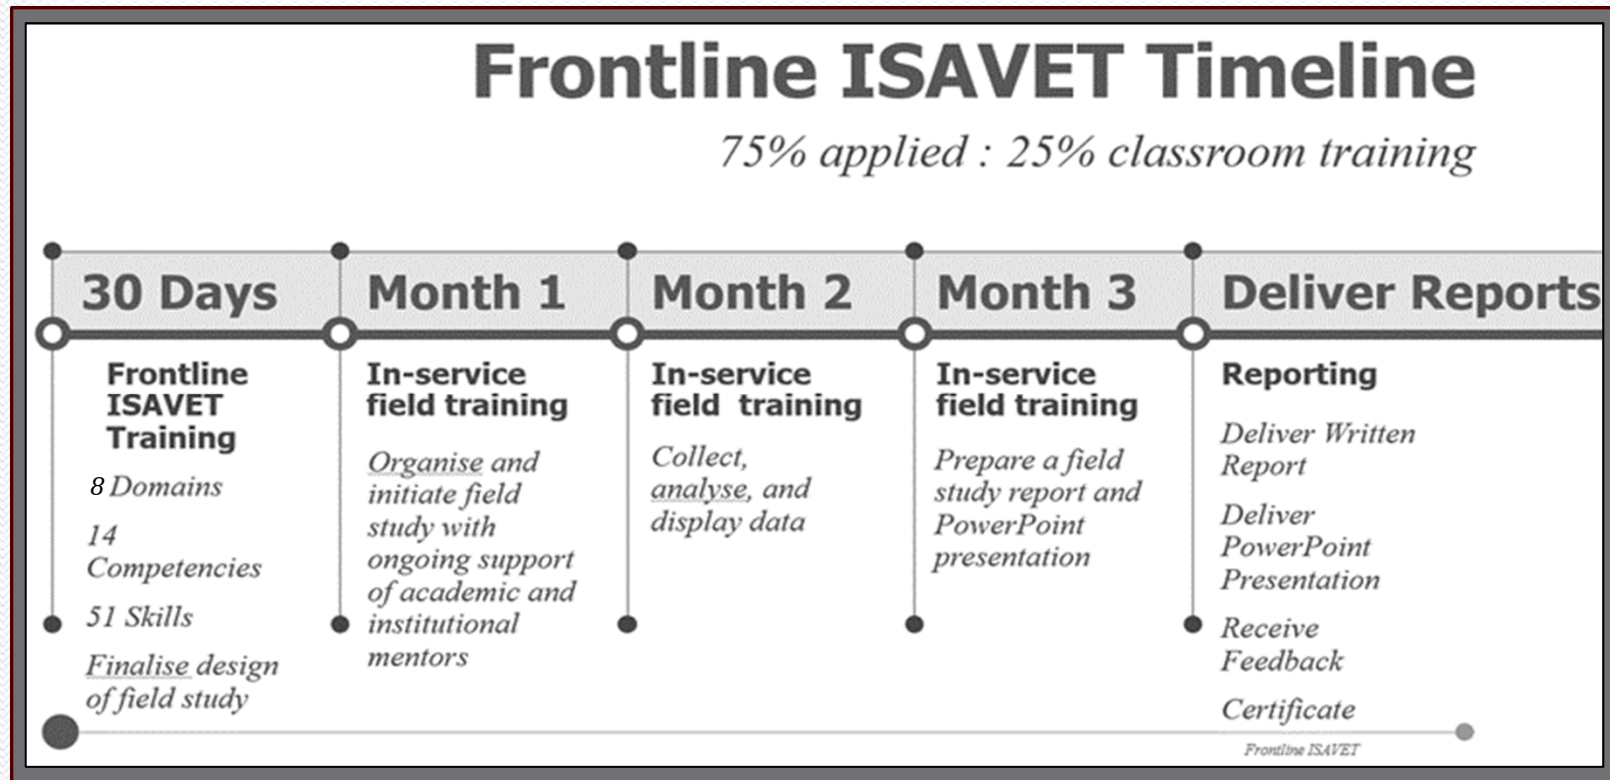 Frontline ISAVET Timeline
75% applied : 25% classroom training
30 Days
Month 1
Month 2
Month 3
Deliver Reports
Frontline
ISAVET
Training
8 Domains
14
Competencies
51 Skills
Finalise design
of field study
In-service
field training
Organise and
initiate field
study with
ongoing support
of academic and
institutional
mentors
In-service
field training
Collect,
analyse, and
display data
In-service
field training
Prepare a field
study report and
PowerPoint
presentation
Reporting
Deliver Written
Report
Deliver
PowerPoint
Presentation
Receive
Feedback
Certificate
Frontline ISAVET